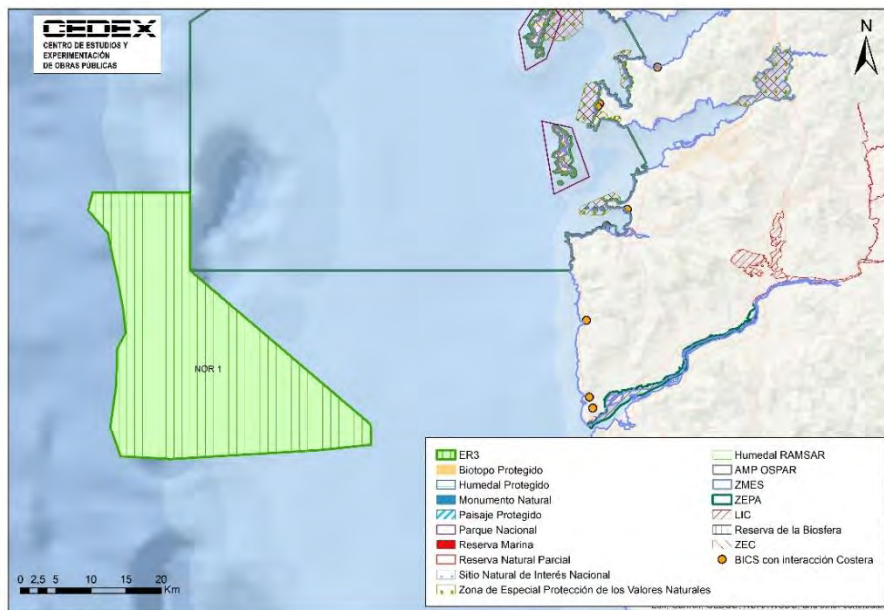 CEDEX
CENTRO DE ESTUDIOS Y
EXPERIMENTACIÓN
DE OBRAS PÚBLICAS
N
NOR 1
ER3
Biotopo Protegido
Humedal Protegido
Monumento Natural
Paisaje Protegido
Parque Nacional
Reserva Marina
Reserva Natural Parcial
Sitio Natural de Interés Nacional
Zona de Especial Protección de los Valores Naturales
Humedal RAMSAR
AMP OSPAR
ZMES
ZEPA
LIC
Reserva de la Biosfera
ZEC
BICS con interacción Costera
0 2,5 5 10 15 20
Km